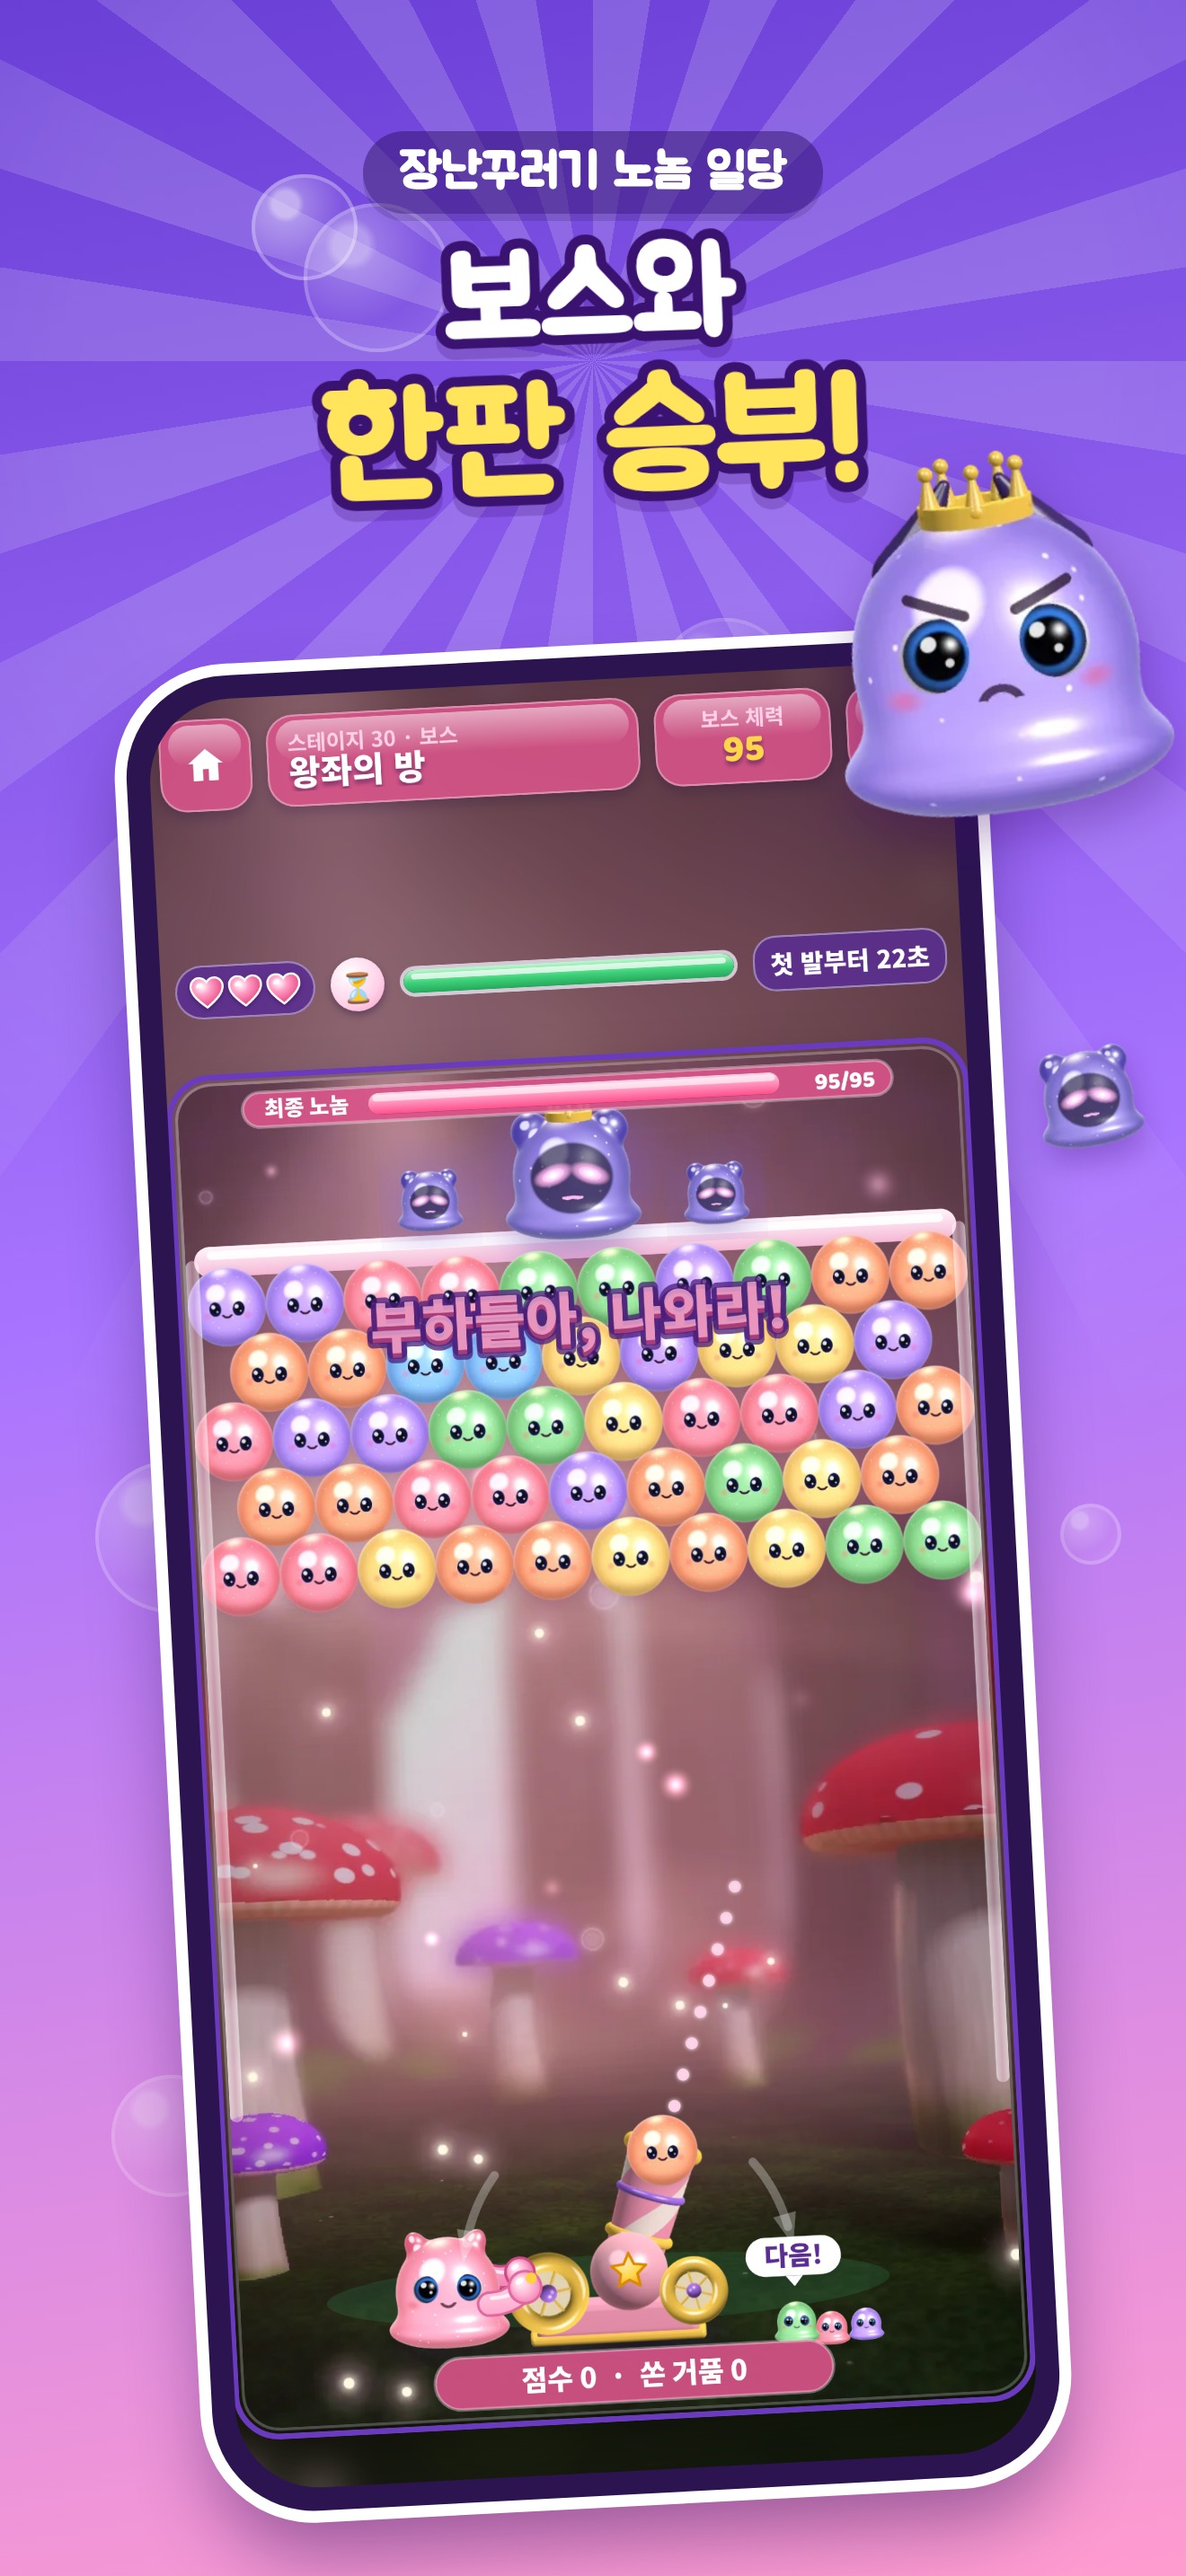 장난꾸러기 노놈 일당
보스와
한판 승부!
스테이지 30 · 보스
왕좌의 방
보스 체력
95
첫 발부터 22초
최종 노놈
95/95
부하들아, 나와라!
다음!
점수 0 · 쏜 거품 0